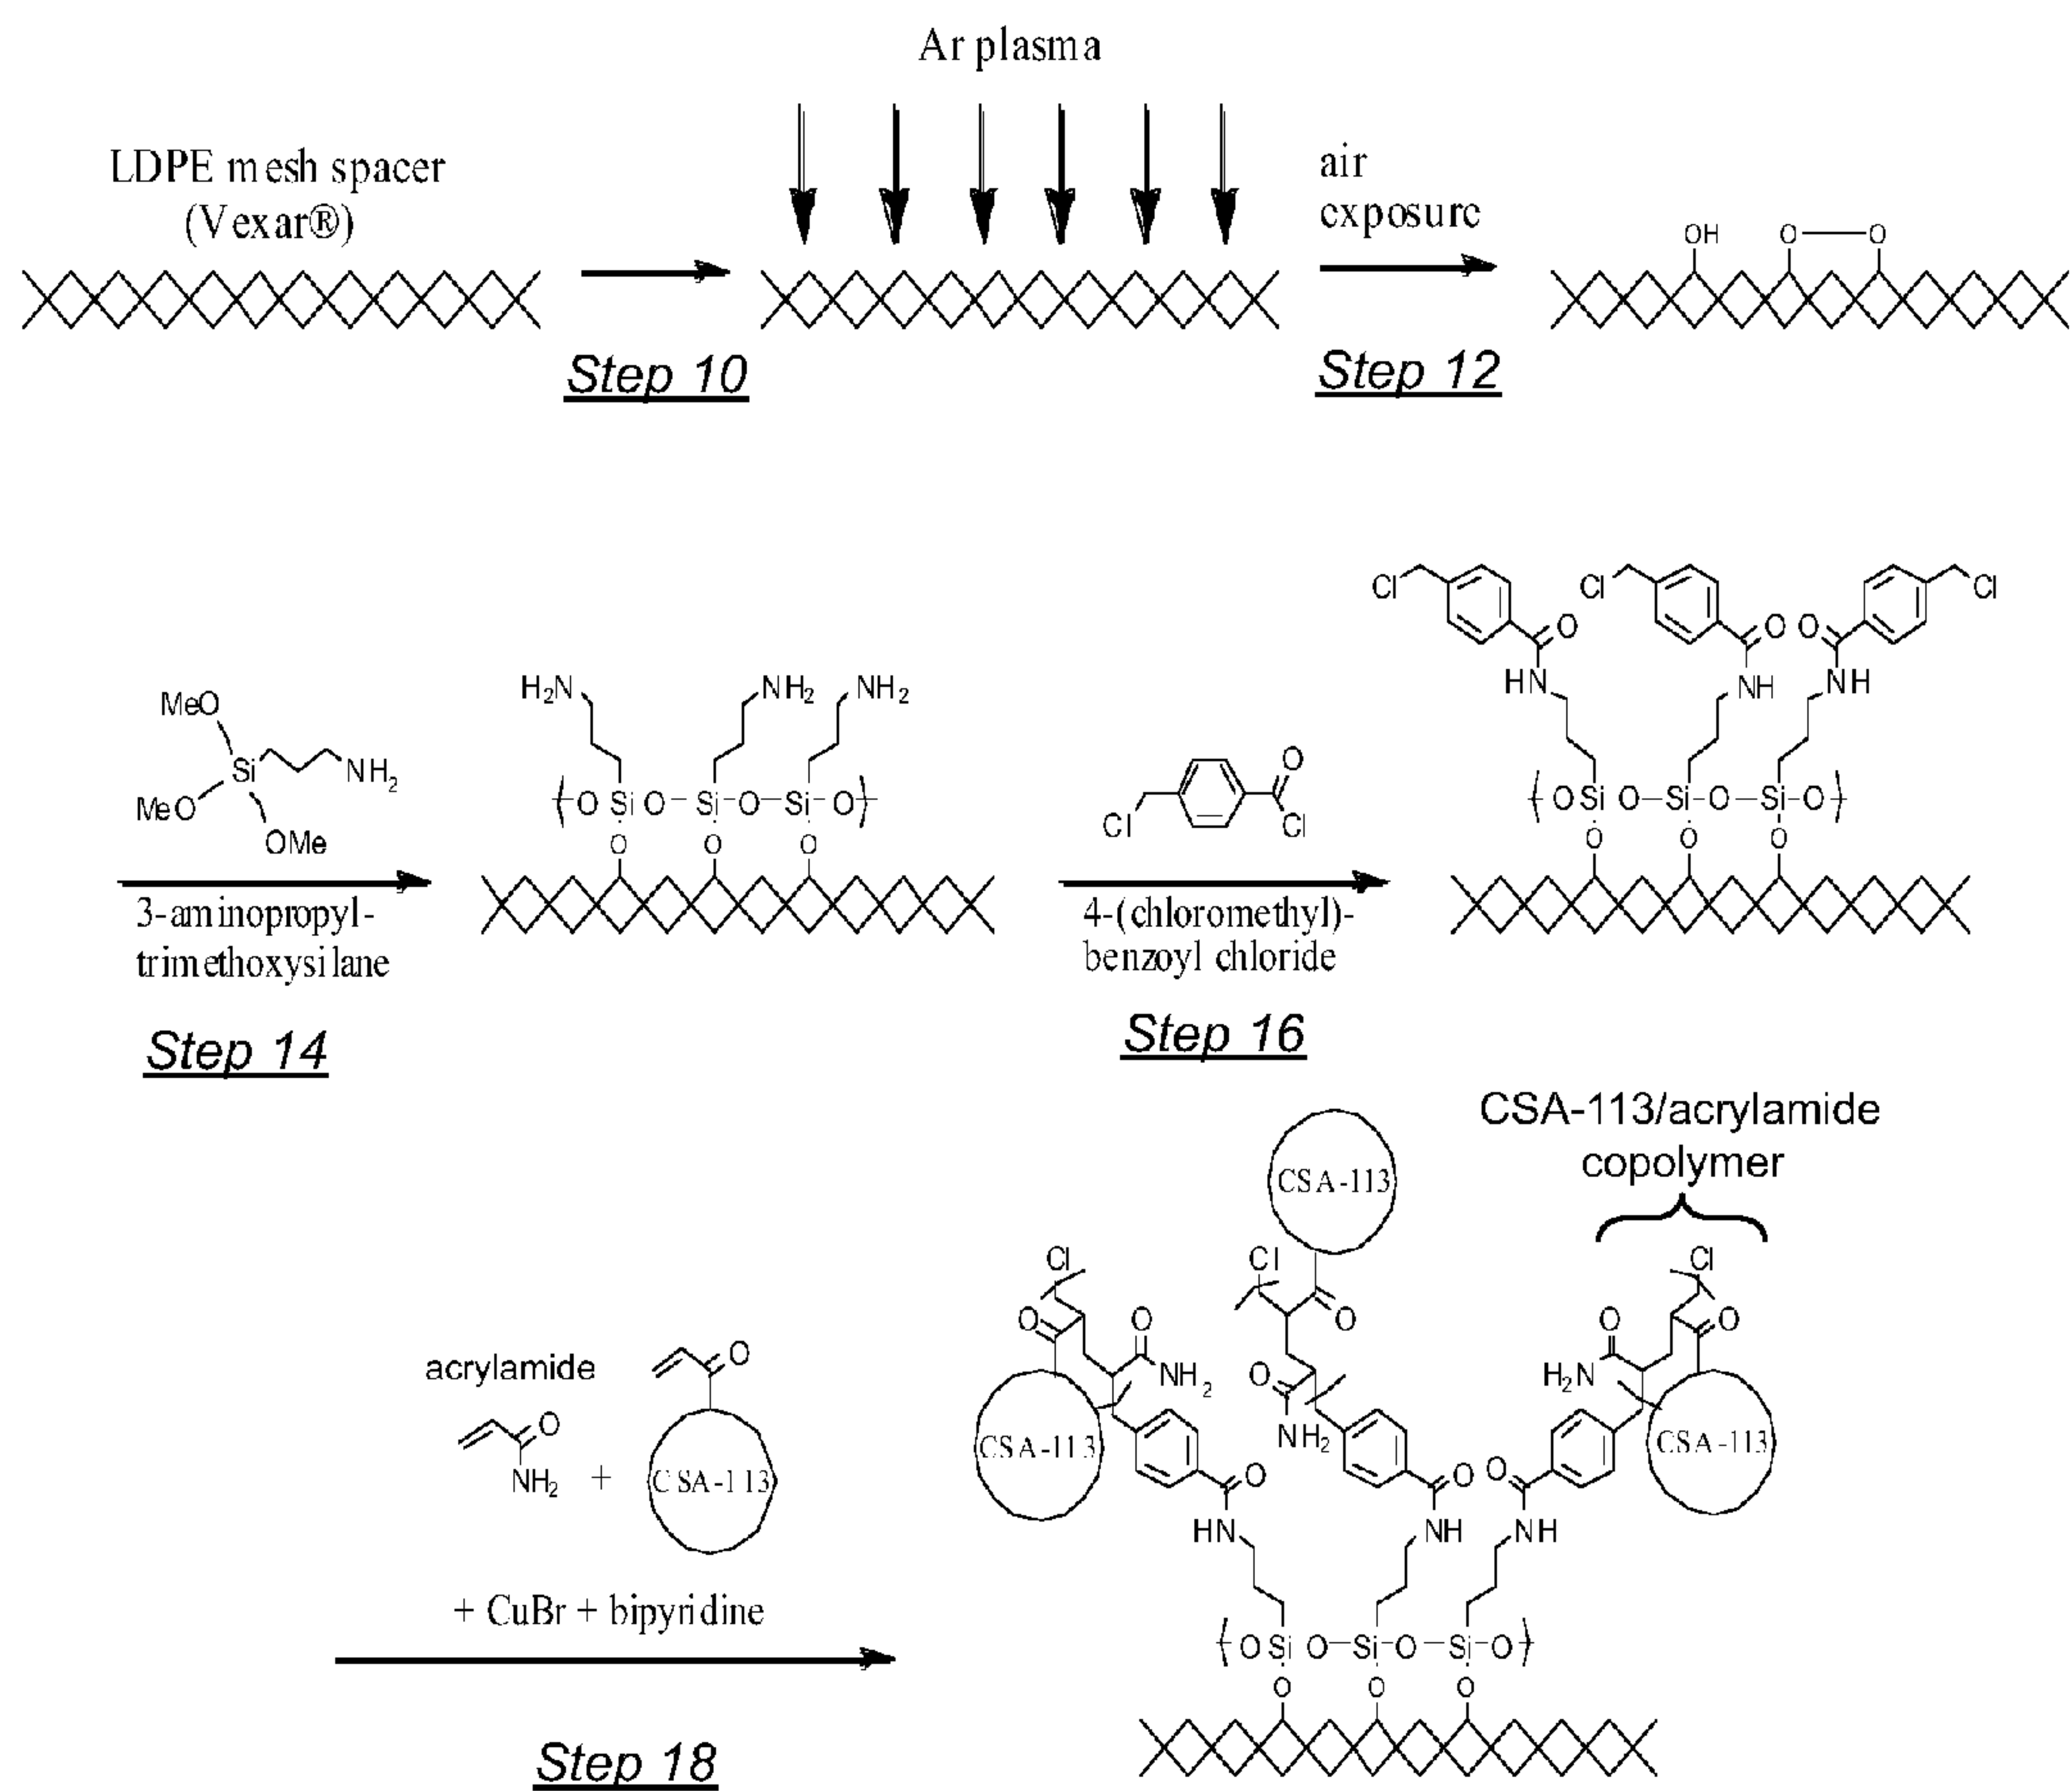 Ar plasma
LDPE mesh spacer
(Vexar®)
air
exposure
OH
O
O
Step 10
Step 12
MeO
Si
NH2
MeO
OMe
3-aminopropyl-
trimethoxysilane
Step 14
H2N
NH2
NH2
O Si O Si O Si O
O
O
O
O
Cl
Cl
4-(chloromethyl)-
benzoyl chloride
Step 16
Cl
Cl
Cl
O
O
O
HN
NH
NH
O Si O Si O Si O
O
O
O
CSA-113/acrylamide
copolymer
CSA-113
Cl
Cl
Cl
O
O
O
O
O
NH2
O
H2N
NH2
CSA-113
CSA-113
O
O
O
HN
NH
NH
acrylamide
O
O
NH2
+
CSA-113
+ CuBr + bipyridine
Step 18
O Si O Si O Si O
O
O
O